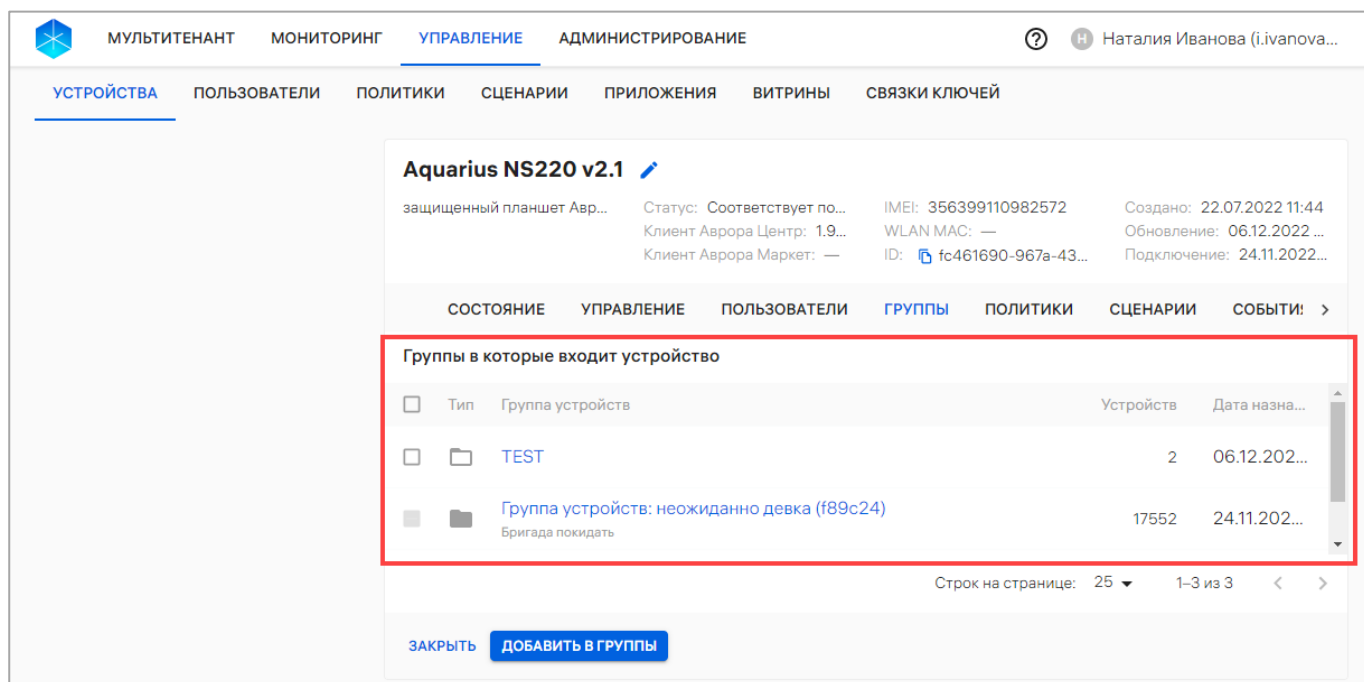 МУЛЬТИТЕНАНТ МОНИТОРИНГ УПРАВЛЕНИЕ АДМИНИСТРИРОВАНИЕ ? Н Наталия Иванова (i.ivanova...
УСТРОЙСТВА ПОЛЬЗОВАТЕЛИ ПОЛИТИКИ СЦЕНАРИИ ПРИЛОЖЕНИЯ ВИТРИНЫ СВЯЗКИ КЛЮЧЕЙ
Aquarius NS220 v2.1
защищенный планшет Авр... Статус: Соответствует по... IMEI: 356399110982572 Создано: 22.07.2022 11:44
Клиент Аврора Центр: 1.9... WLAN MAC: — Обновление: 06.12.2022 ...
Клиент Аврора Маркет: — ID: fc461690-967a-43... Подключение: 24.11.2022...
СОСТОЯНИЕ УПРАВЛЕНИЕ ПОЛЬЗОВАТЕЛИ ГРУППЫ ПОЛИТИКИ СЦЕНАРИИ СОБЫТИ
Группы в которые входит устройство
Тип Группа устройств Устройств Дата назна...
TEST 2 06.12.202...
Группа устройств: неожиданно девка (f89c24) 17552 24.11.202...
Бригада покидать
Строк на странице: 25 1–3 из 3
ЗАКРЫТЬ ДОБАВИТЬ В ГРУППЫ